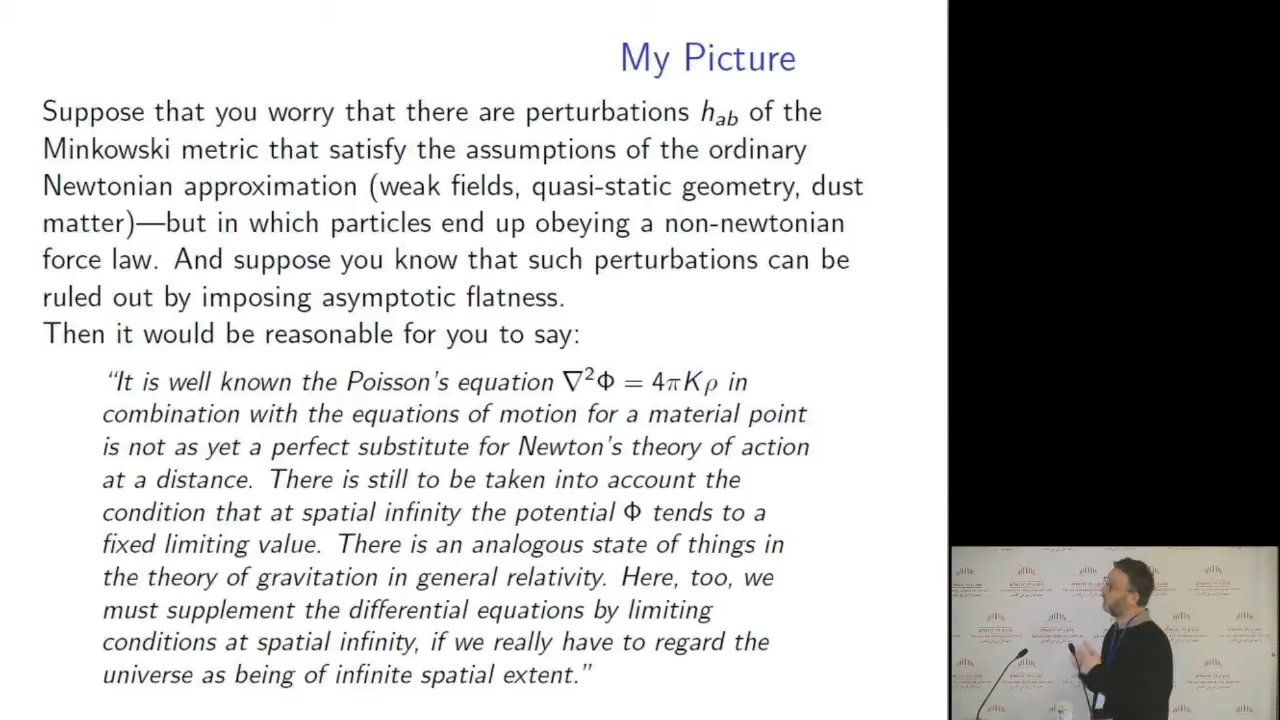 My Picture
Suppose that you worry that there are perturbations hab of the
Minkowski metric that satisfy the assumptions of the ordinary
Newtonian approximation (weak fields, quasi-static geometry, dust
matter)—but in which particles end up obeying a non-newtonian
force law. And suppose you know that such perturbations can be
ruled out by imposing asymptotic flatness.
Then it would be reasonable for you to say:
“It is well known the Poisson's equation ∇²Φ = 4πKρ in
combination with the equations of motion for a material point
is not as yet a perfect substitute for Newton's theory of action
at a distance. There is still to be taken into account the
condition that at spatial infinity the potential Φ tends to a
fixed limiting value. There is an analogous state of things in
the theory of gravitation in general relativity. Here, too, we
must supplement the differential equations by limiting
conditions at spatial infinity, if we really have to regard the
universe as being of infinite spatial extent.”